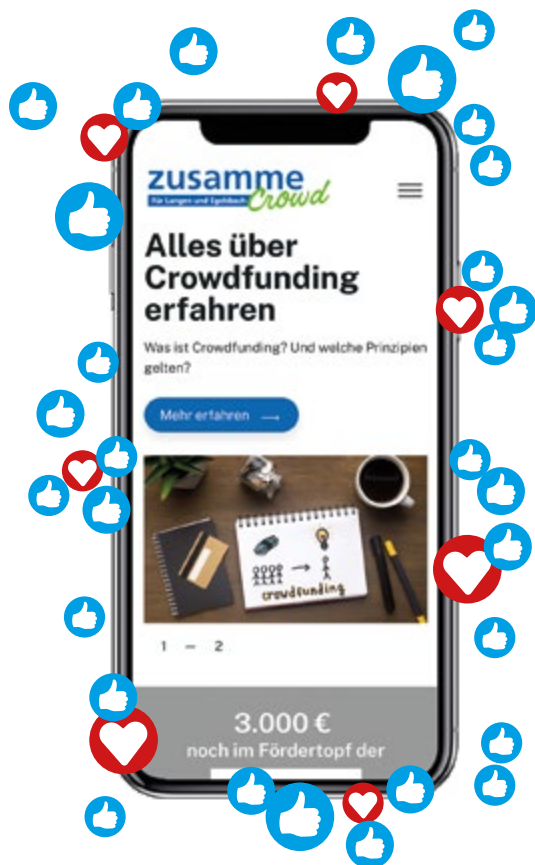 zusamme
Crowd
Für Langen und Egelsbach
Alles über
Crowdfunding
erfahren
Was ist Crowdfunding? Und welche Prinzipien
gelten?
Mehr erfahren →
crowdfunding
1 – 2
3.000 €
noch im Fördertopf der